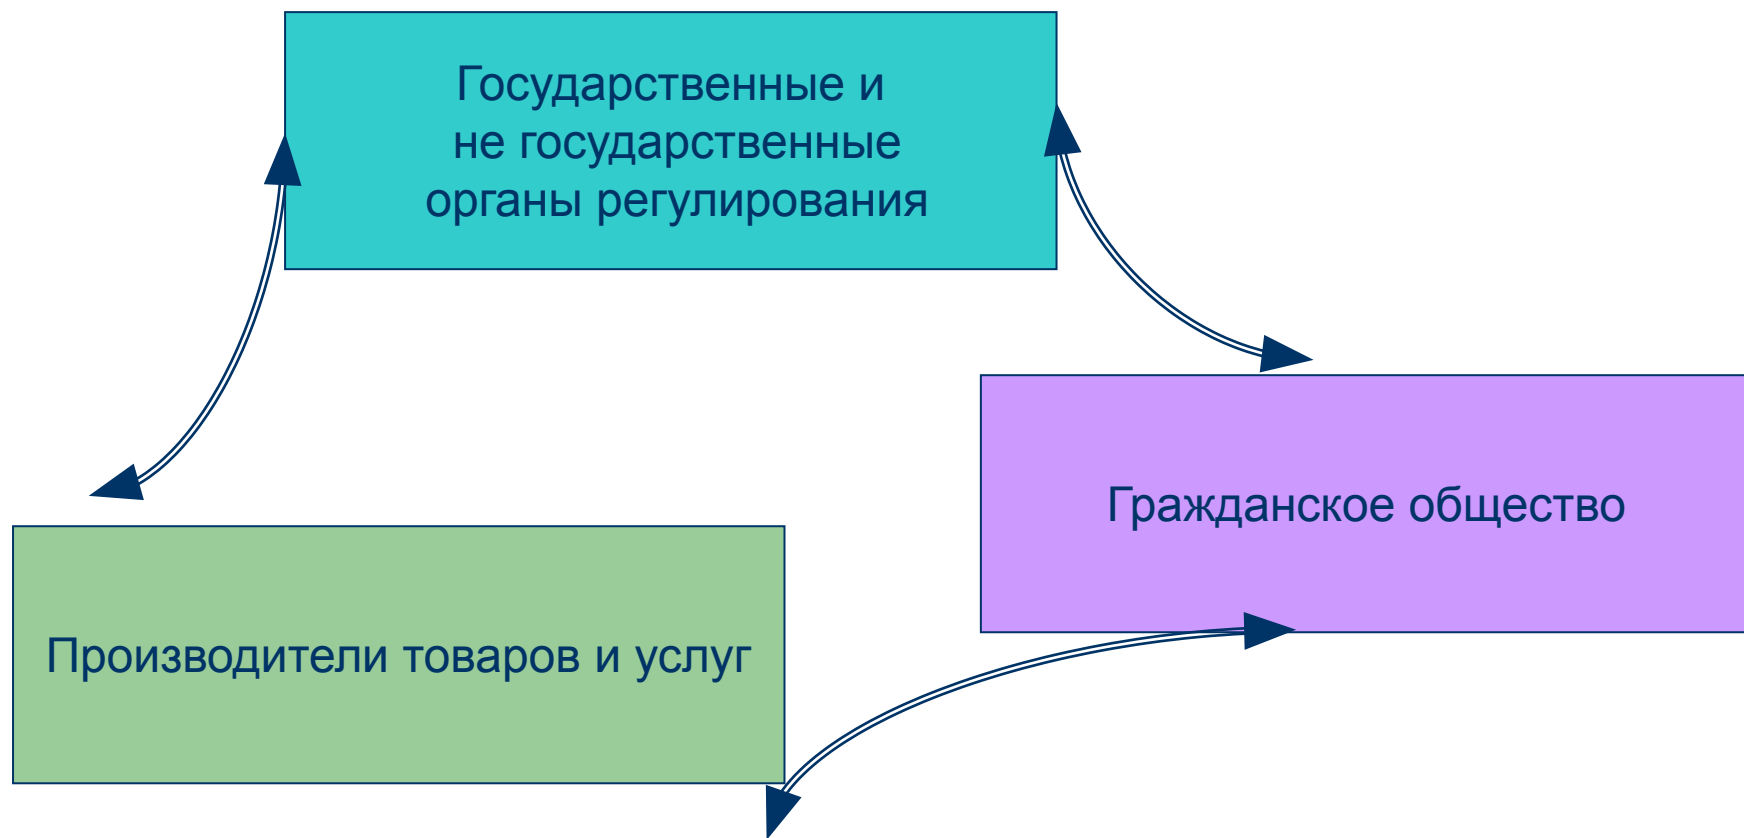 Государственные и
не государственные
органы регулирования
Гражданское общество
Производители товаров и услуг